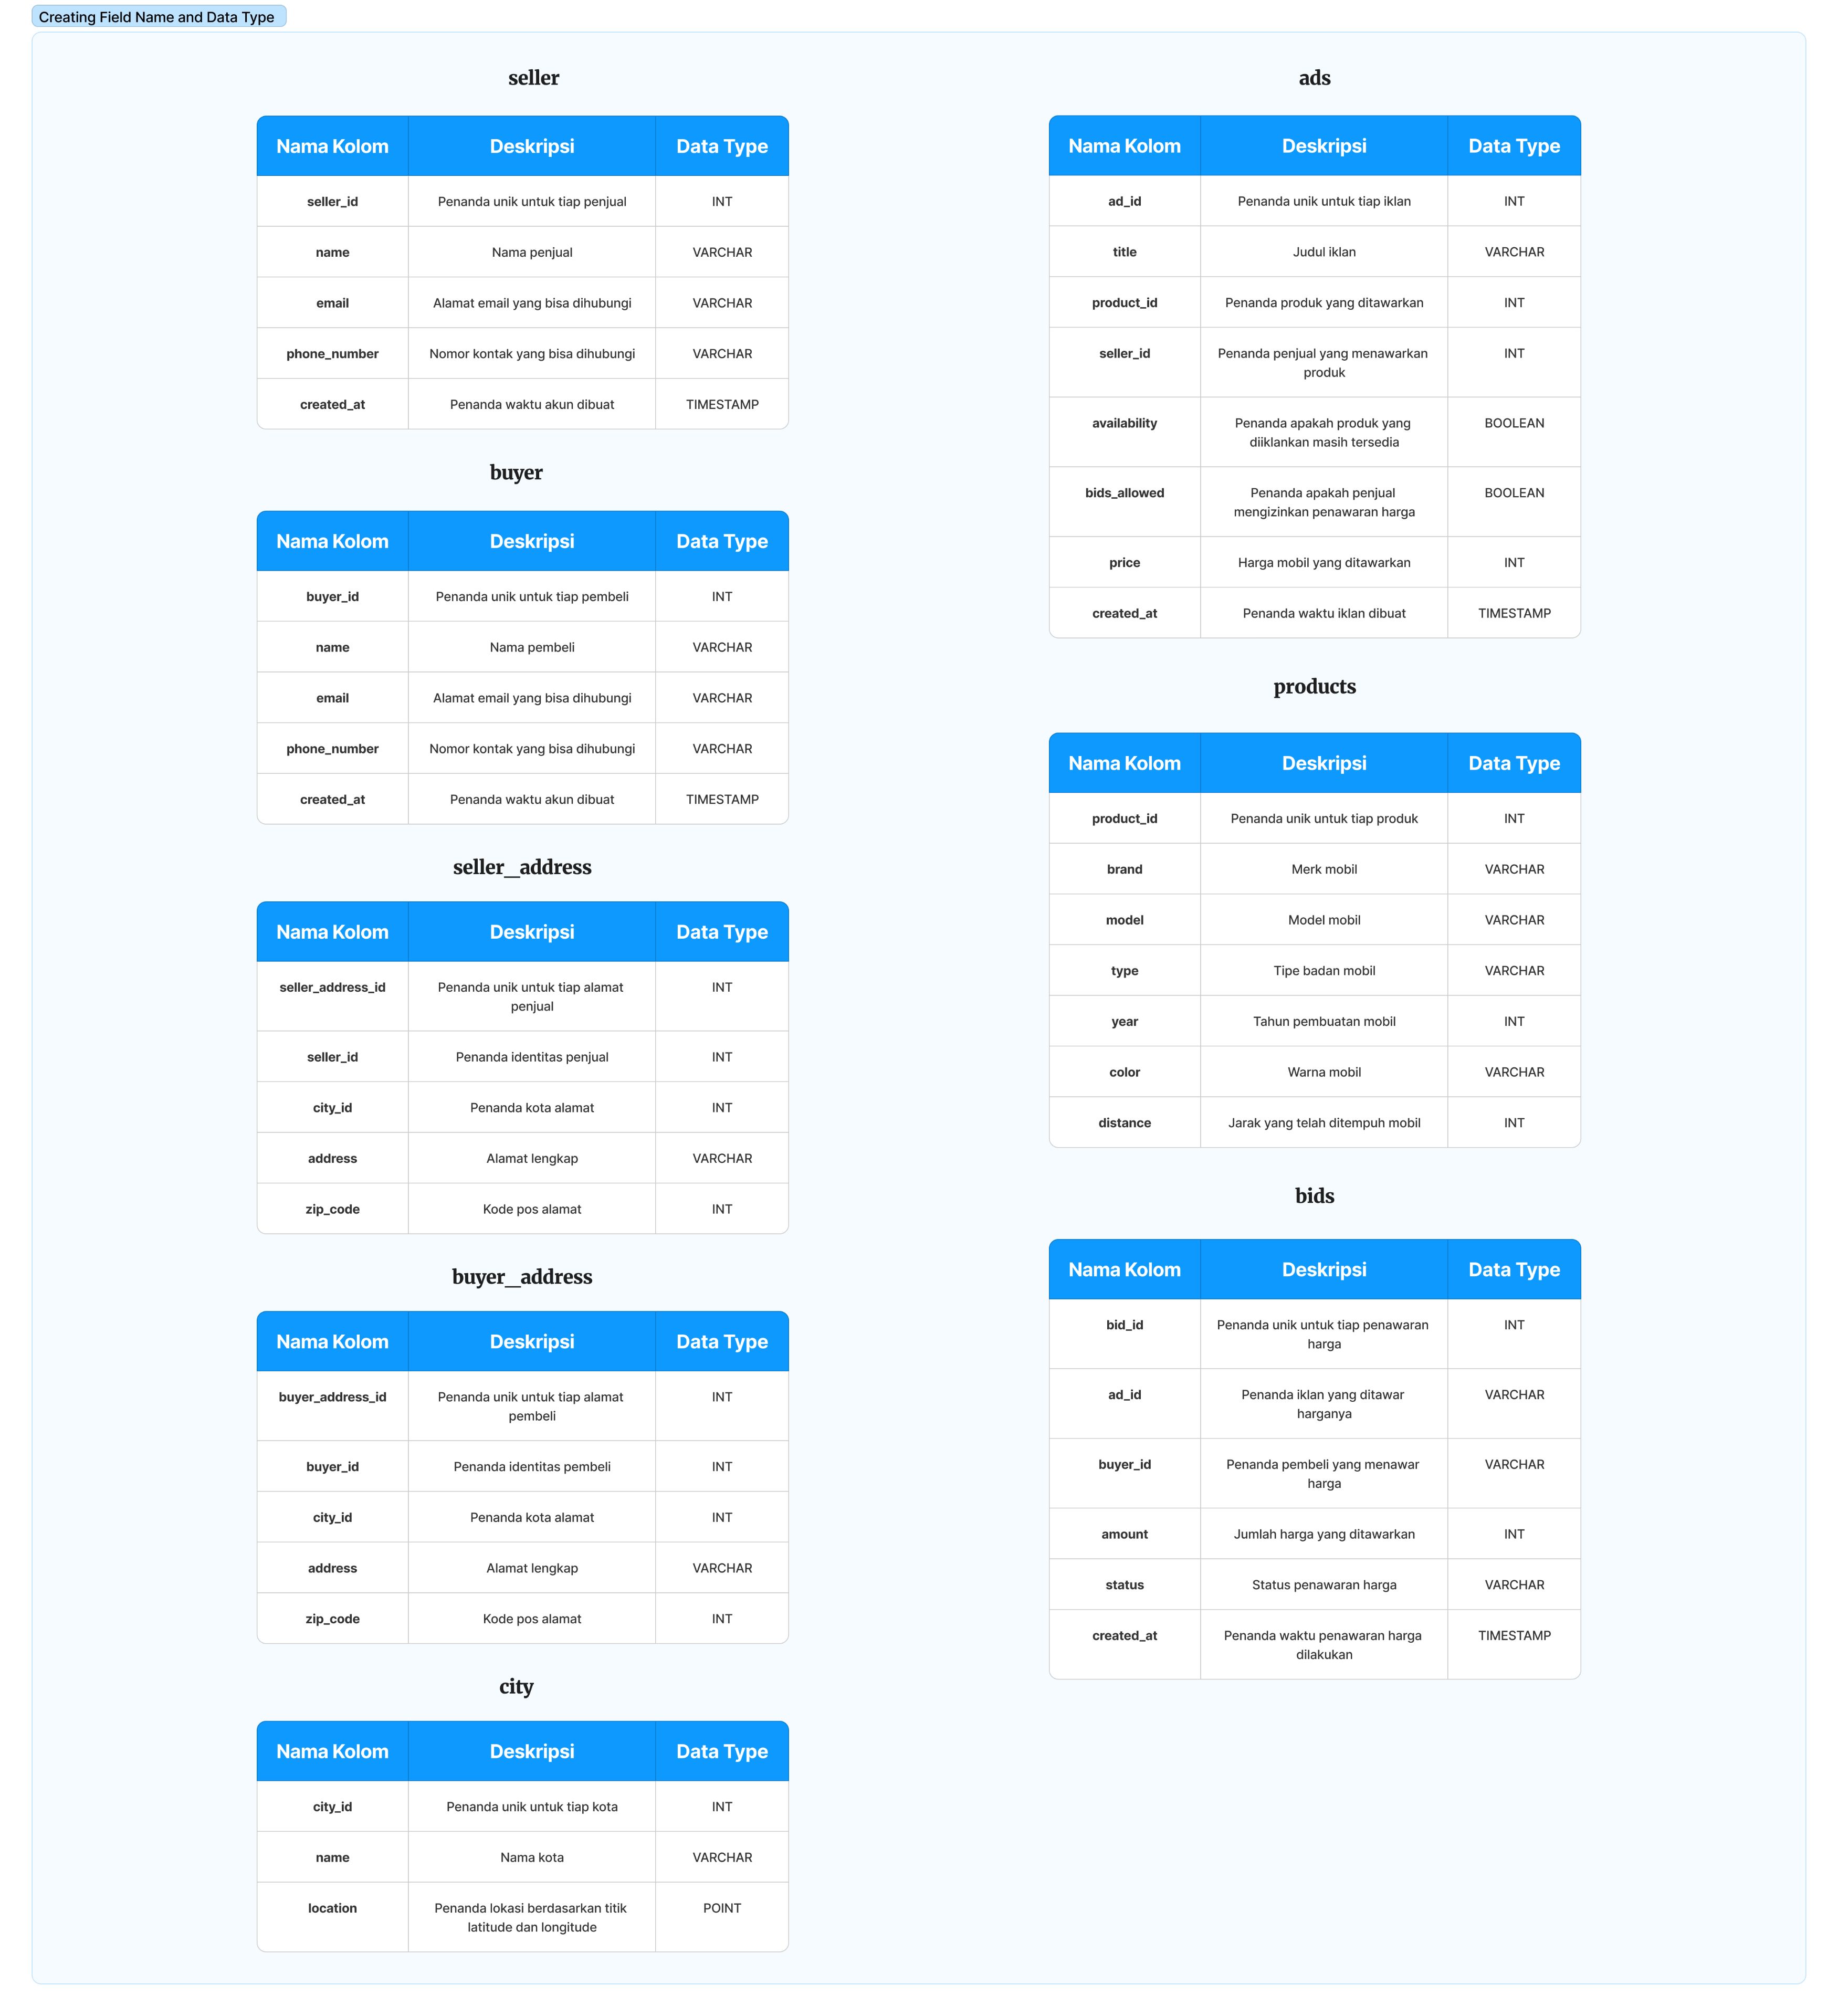 Creating Field Name and Data Type
seller
Nama Kolom Deskripsi Data Type
seller_id Penanda unik untuk tiap penjual INT
name Nama penjual VARCHAR
email Alamat email yang bisa dihubungi VARCHAR
phone_number Nomor kontak yang bisa dihubungi VARCHAR
created_at Penanda waktu akun dibuat TIMESTAMP
buyer
Nama Kolom Deskripsi Data Type
buyer_id Penanda unik untuk tiap pembeli INT
name Nama pembeli VARCHAR
email Alamat email yang bisa dihubungi VARCHAR
phone_number Nomor kontak yang bisa dihubungi VARCHAR
created_at Penanda waktu akun dibuat TIMESTAMP
seller_address
Nama Kolom Deskripsi Data Type
seller_address_id Penanda unik untuk tiap alamat INT
penjual
seller_id Penanda identitas penjual INT
city_id Penanda kota alamat INT
address Alamat lengkap VARCHAR
zip_code Kode pos alamat INT
buyer_address
Nama Kolom Deskripsi Data Type
buyer_address_id Penanda unik untuk tiap alamat INT
pembeli
buyer_id Penanda identitas pembeli INT
city_id Penanda kota alamat INT
address Alamat lengkap VARCHAR
zip_code Kode pos alamat INT
city
Nama Kolom Deskripsi Data Type
city_id Penanda unik untuk tiap kota INT
name Nama kota VARCHAR
location Penanda lokasi berdasarkan titik POINT
latitude dan longitude
ads
Nama Kolom Deskripsi Data Type
ad_id Penanda unik untuk tiap iklan INT
title Judul iklan VARCHAR
product_id Penanda produk yang ditawarkan INT
seller_id Penanda penjual yang menawarkan INT
produk
availability Penanda apakah produk yang BOOLEAN
diiklankan masih tersedia
bids_allowed Penanda apakah penjual BOOLEAN
mengizinkan penawaran harga
price Harga mobil yang ditawarkan INT
created_at Penanda waktu iklan dibuat TIMESTAMP
products
Nama Kolom Deskripsi Data Type
product_id Penanda unik untuk tiap produk INT
brand Merk mobil VARCHAR
model Model mobil VARCHAR
type Tipe badan mobil VARCHAR
year Tahun pembuatan mobil INT
color Warna mobil VARCHAR
distance Jarak yang telah ditempuh mobil INT
bids
Nama Kolom Deskripsi Data Type
bid_id Penanda unik untuk tiap penawaran INT
harga
ad_id Penanda iklan yang ditawar VARCHAR
harganya
buyer_id Penanda pembeli yang menawar VARCHAR
harga
amount Jumlah harga yang ditawarkan INT
status Status penawaran harga VARCHAR
created_at Penanda waktu penawaran harga TIMESTAMP
dilakukan